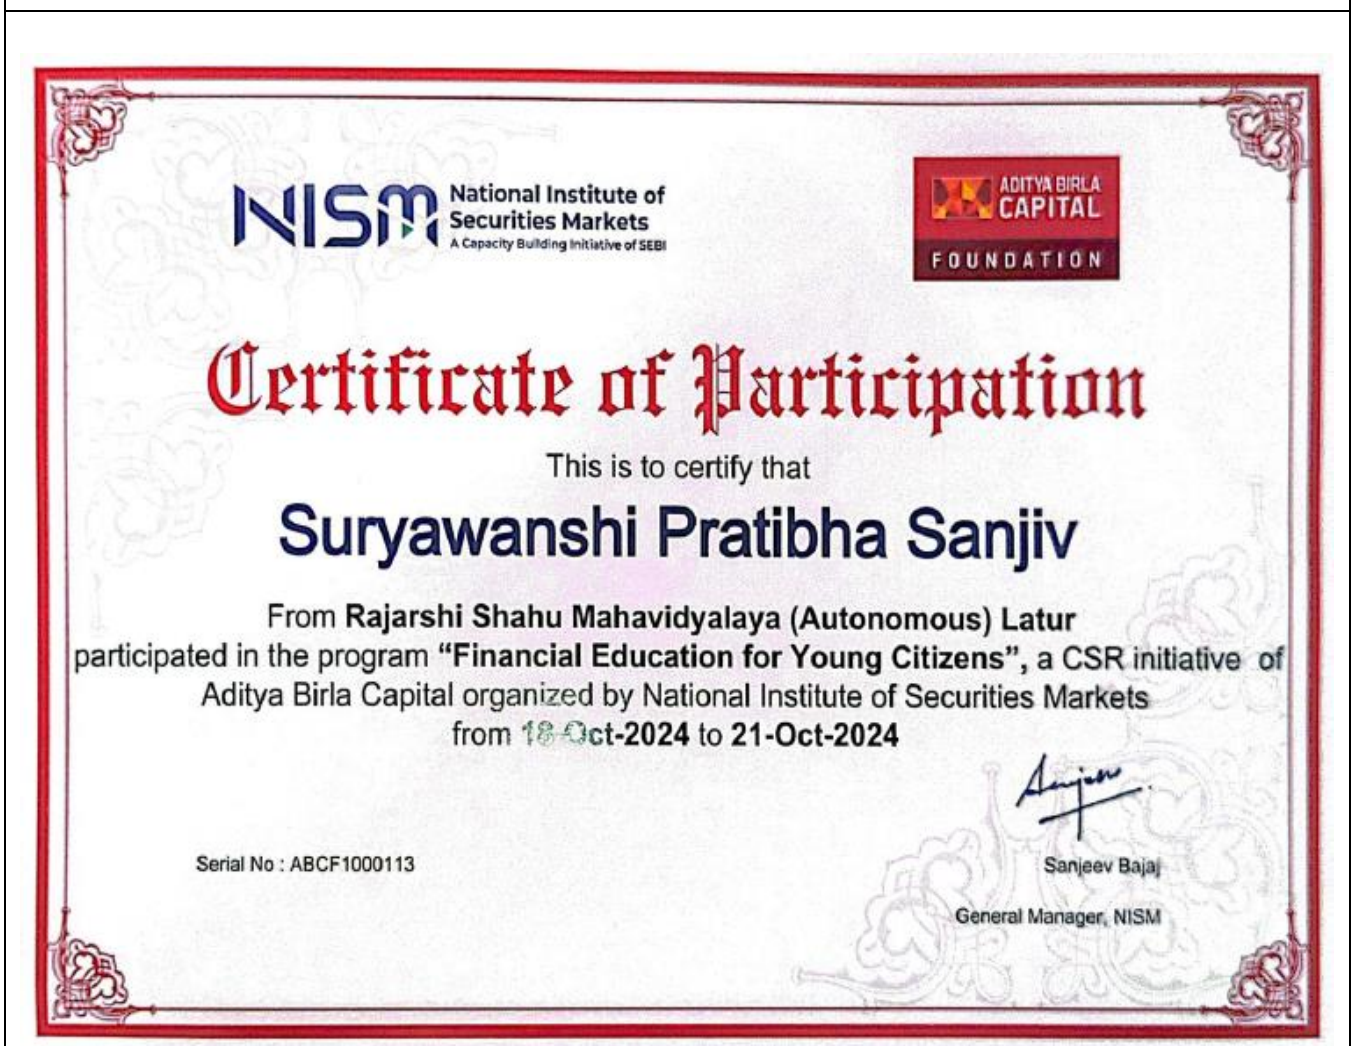 NISM National Institute of
Securities Markets
A Capacity Building Initiative of SEBI
ADITYA BIRLA
CAPITAL
FOUNDATION
Certificate of Participation
This is to certify that
Suryawanshi Pratibha Sanjiv
From Rajarshi Shahu Mahavidyalaya (Autonomous) Latur
participated in the program “Financial Education for Young Citizens”, a CSR initiative of
Aditya Birla Capital organized by National Institute of Securities Markets
from 18-Oct-2024 to 21-Oct-2024
Serial No : ABCF1000113
Sanjeev Bajaj
General Manager, NISM